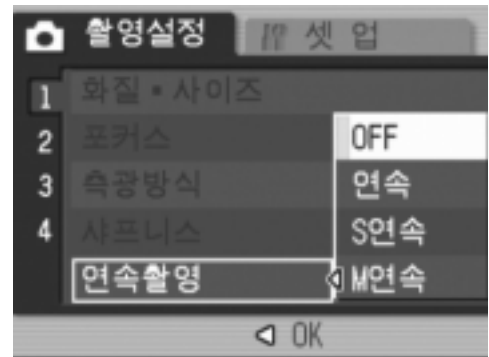 촬영설정 셋 업
1 화질•사이즈
2 포커스 OFF
3 측광방식 연속
4 샤프니스 S연속
연속촬영 M연속
OK